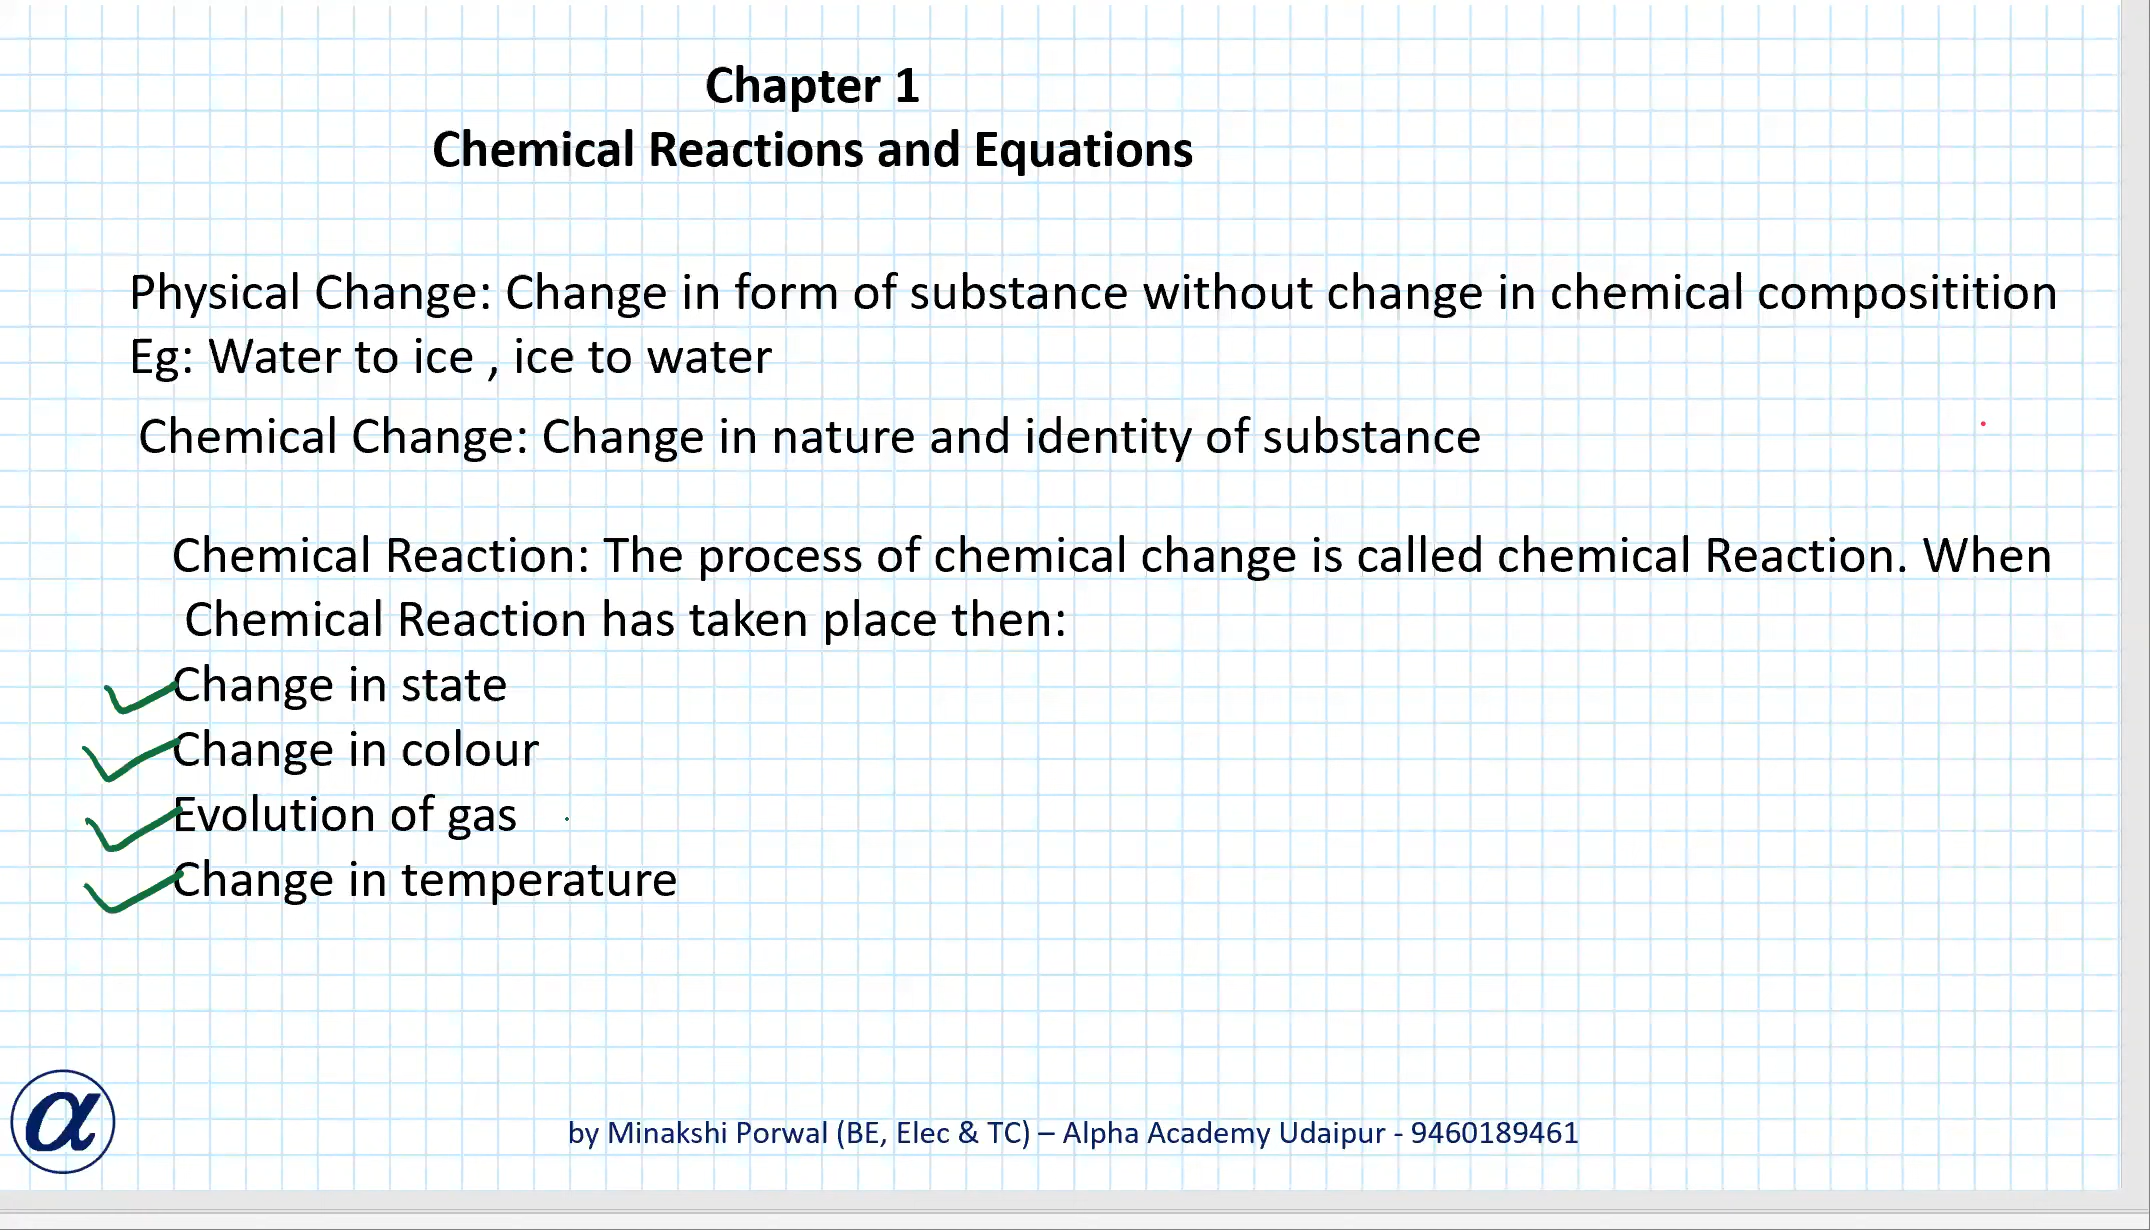 Chapter 1
Chemical Reactions and Equations
Physical Change: Change in form of substance without change in chemical compositition
Eg: Water to ice , ice to water
Chemical Change: Change in nature and identity of substance
Chemical Reaction: The process of chemical change is called chemical Reaction. When
Chemical Reaction has taken place then:
Change in state
Change in colour
Evolution of gas
Change in temperature
α
by Minakshi Porwal (BE, Elec & TC) – Alpha Academy Udaipur - 9460189461